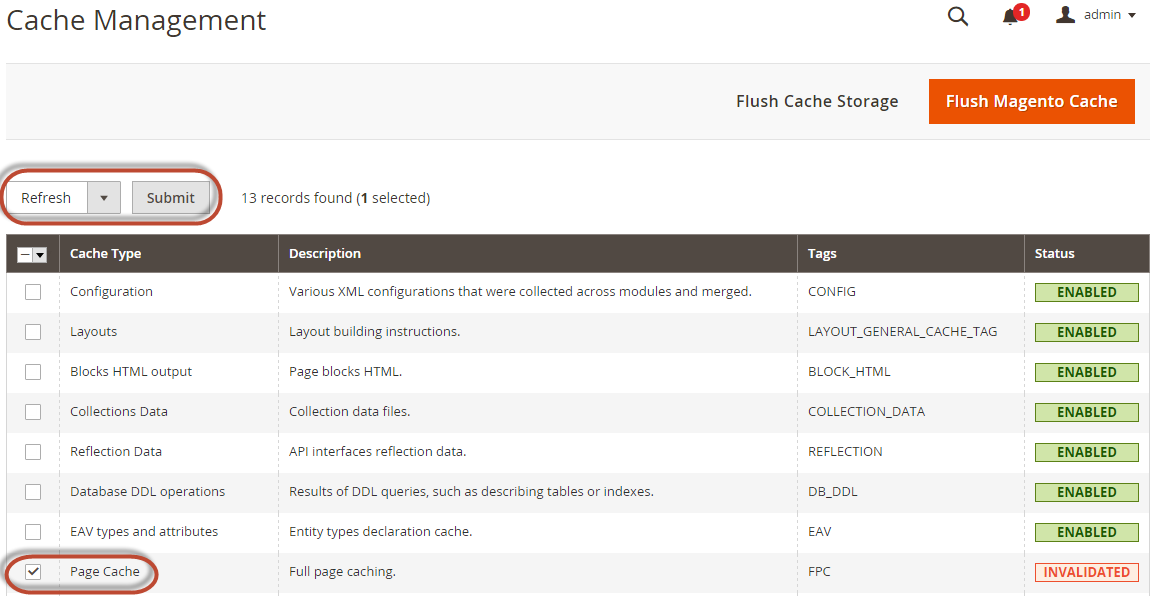 Cache Management
1
admin
Flush Cache Storage
Flush Magento Cache
Refresh
Submit
13 records found (1 selected)
Cache Type Description Tags Status
Configuration Various XML configurations that were collected across modules and merged. CONFIG ENABLED
Layouts Layout building instructions. LAYOUT_GENERAL_CACHE_TAG ENABLED
Blocks HTML output Page blocks HTML. BLOCK_HTML ENABLED
Collections Data Collection data files. COLLECTION_DATA ENABLED
Reflection Data API interfaces reflection data. REFLECTION ENABLED
Database DDL operations Results of DDL queries, such as describing tables or indexes. DB_DDL ENABLED
EAV types and attributes Entity types declaration cache. EAV ENABLED
Page Cache Full page caching. FPC INVALIDATED